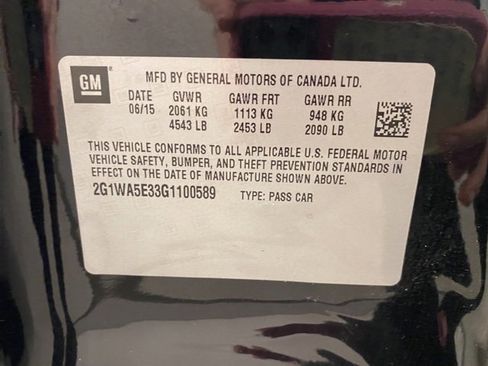 GM ® MFD BY GENERAL MOTORS OF CANADA LTD.
DATE GVWR GAWR FRT GAWR RR
06/15 2061 KG 1113 KG 948 KG
4543 LB 2453 LB 2090 LB
THIS VEHICLE CONFORMS TO ALL APPLICABLE U.S. FEDERAL MOTOR
VEHICLE SAFETY, BUMPER, AND THEFT PREVENTION STANDARDS IN
EFFECT ON THE DATE OF MANUFACTURE SHOWN ABOVE.
2G1WA5E33G1100589 TYPE: PASS CAR